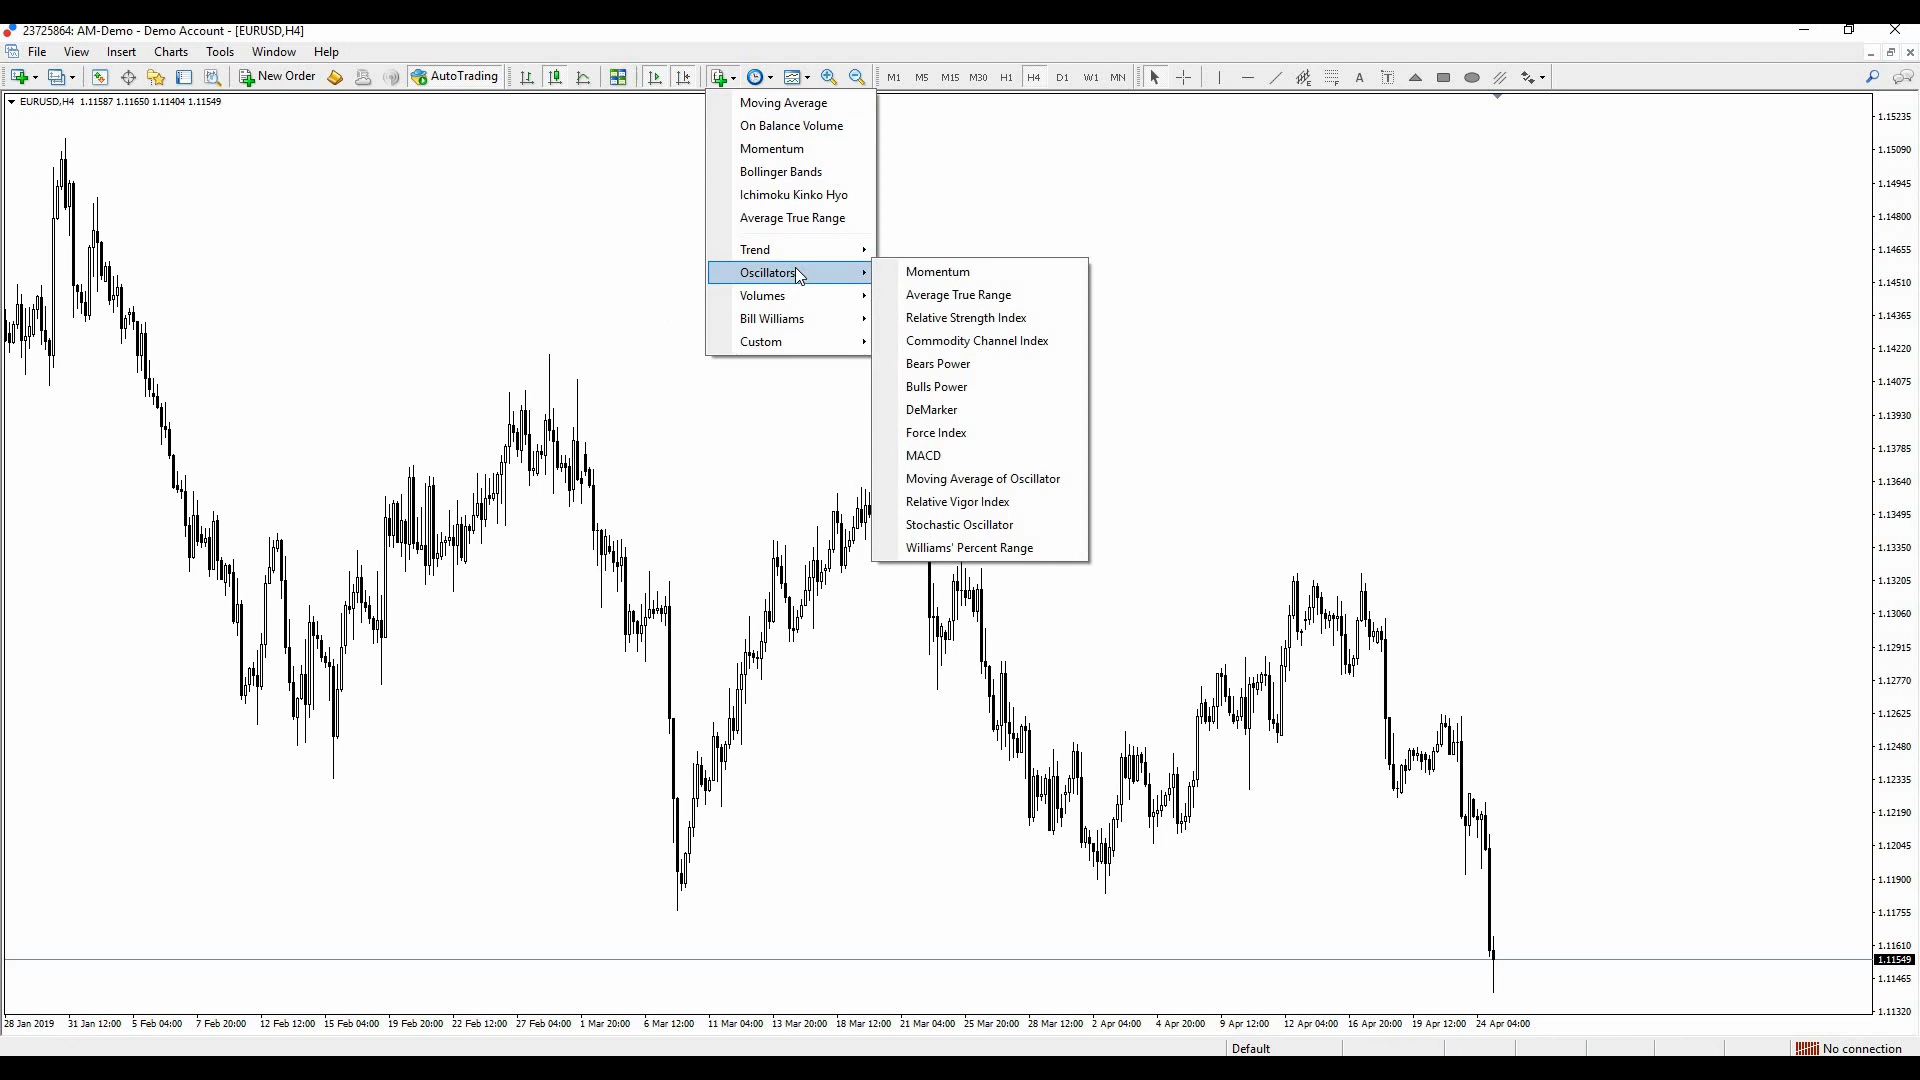 23725864: AM-Demo - Demo Account - [EURUSD,H4]
File View Insert Charts Tools Window Help
New Order AutoTrading M1 M5 M15 M30 H1 H4 D1 W1 MN A T
EURUSD,H4 1.11587 1.11650 1.11404 1.11549
Moving Average
On Balance Volume
Momentum
Bollinger Bands
Ichimoku Kinko Hyo
Average True Range
Trend
Oscillators
Volumes
Bill Williams
Custom
Momentum
Average True Range
Relative Strength Index
Commodity Channel Index
Bears Power
Bulls Power
DeMarker
Force Index
MACD
Moving Average of Oscillator
Relative Vigor Index
Stochastic Oscillator
Williams' Percent Range
1.15235
1.15090
1.14945
1.14800
1.14655
1.14510
1.14365
1.14220
1.14075
1.13930
1.13785
1.13640
1.13495
1.13350
1.13205
1.13060
1.12915
1.12770
1.12625
1.12480
1.12335
1.12190
1.12045
1.11900
1.11755
1.11610
1.11549
1.11465
1.11320
28 Jan 2019 31 Jan 12:00 5 Feb 04:00 7 Feb 20:00 12 Feb 12:00 15 Feb 04:00 19 Feb 20:00 22 Feb 12:00 27 Feb 04:00 1 Mar 20:00 6 Mar 12:00 11 Mar 04:00 13 Mar 20:00 18 Mar 12:00 21 Mar 04:00 25 Mar 20:00 28 Mar 12:00 2 Apr 04:00 4 Apr 20:00 9 Apr 12:00 12 Apr 04:00 16 Apr 20:00 19 Apr 12:00 24 Apr 04:00
Default No connection